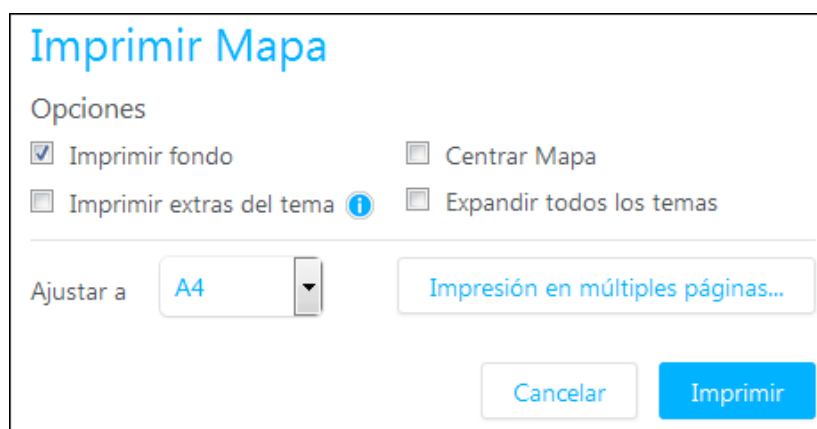 Imprimir Mapa
Opciones
Imprimir fondo
Centrar Mapa
Imprimir extras del tema
Expandir todos los temas
Ajustar a
A4
Impresión en múltiples páginas...
Cancelar
Imprimir